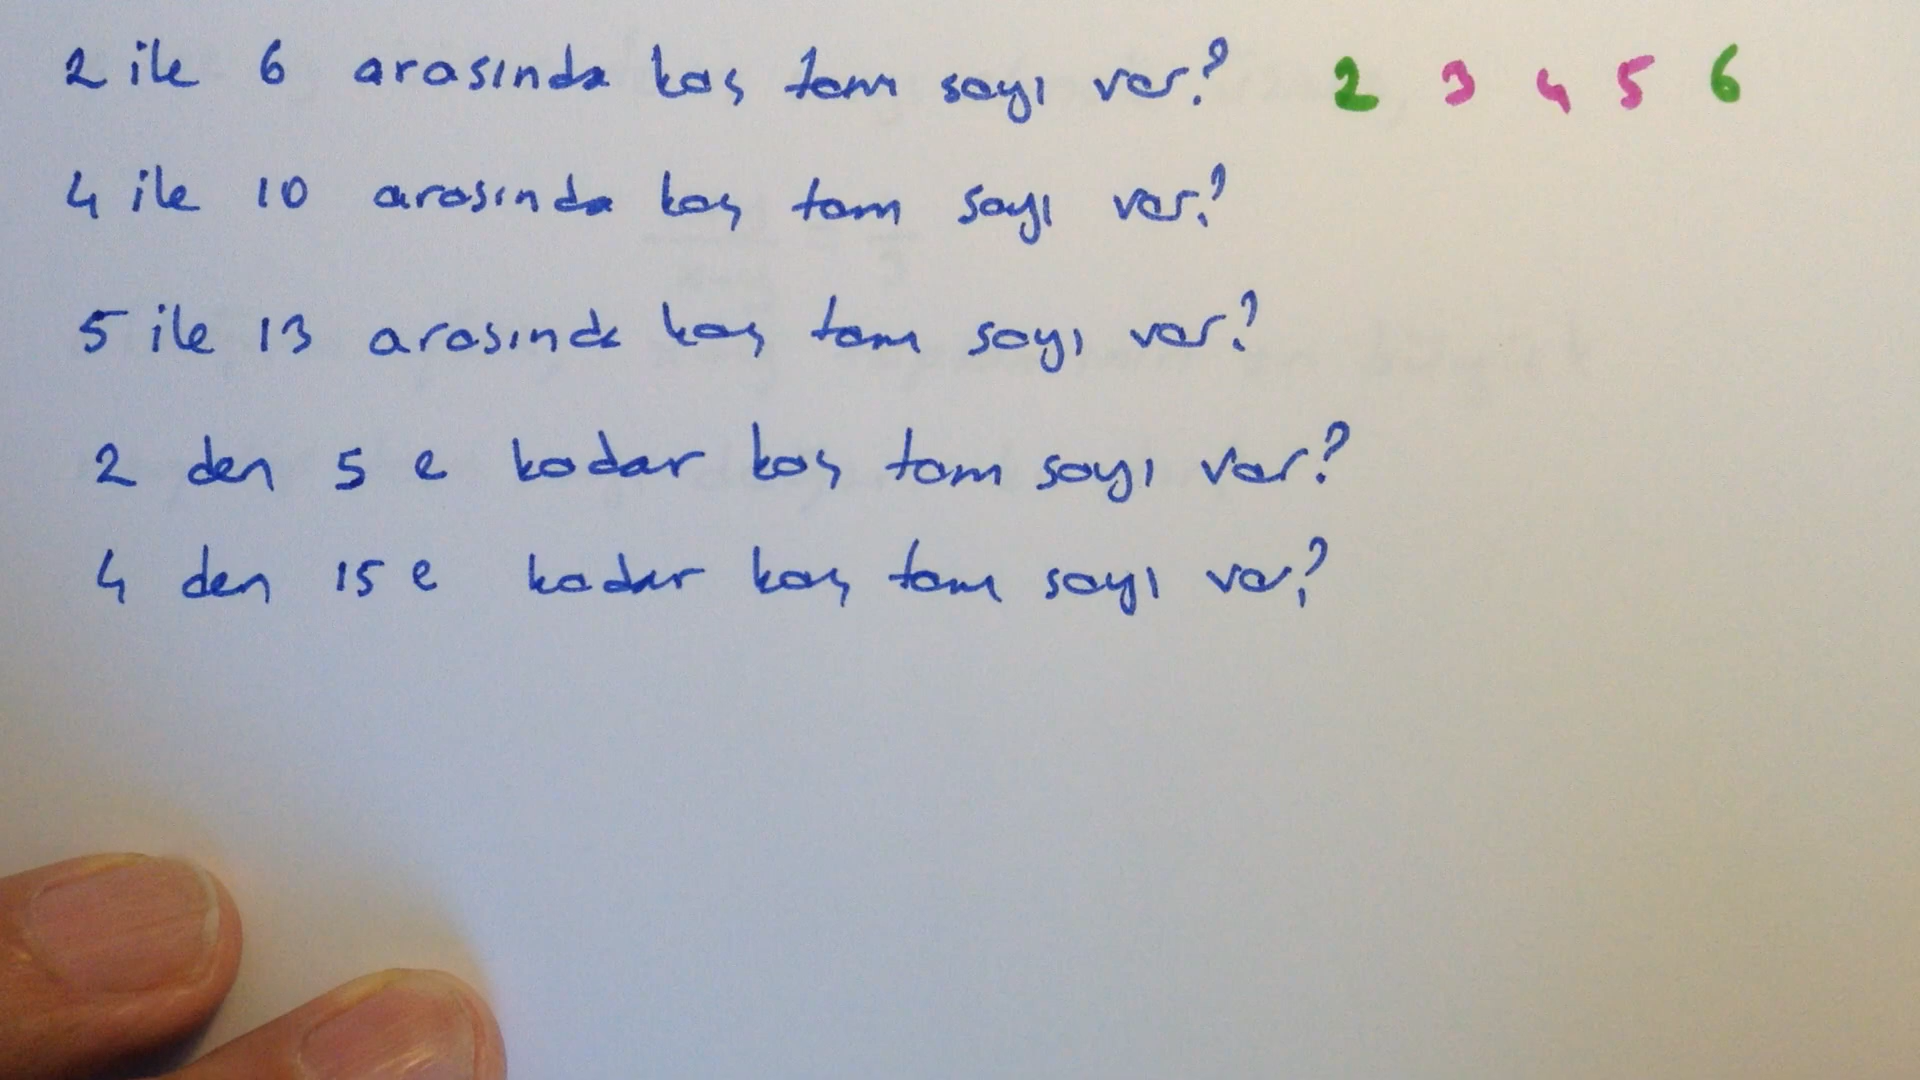 2 ile 6 arasında kaç tam sayı var? 2 3 4 5 6
4 ile 10 arasında kaç tam sayı var?
5 ile 13 arasında kaç tam sayı var?
2 den 5 e kadar kaç tam sayı var?
4 den 15 e kadar kaç tam sayı var?